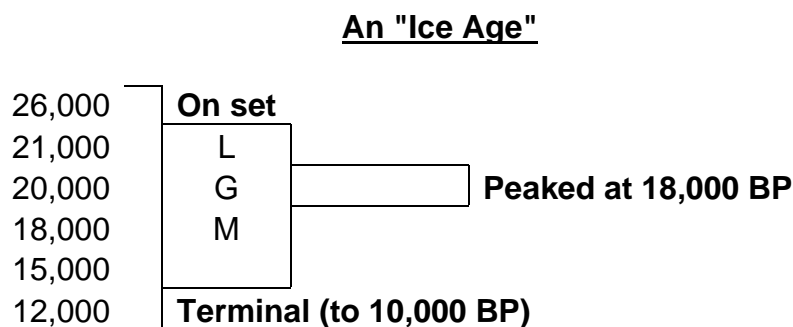 An "Ice Age"
26,000 On set
21,000 L
20,000 G Peaked at 18,000 BP
18,000 M
15,000
12,000 Terminal (to 10,000 BP)